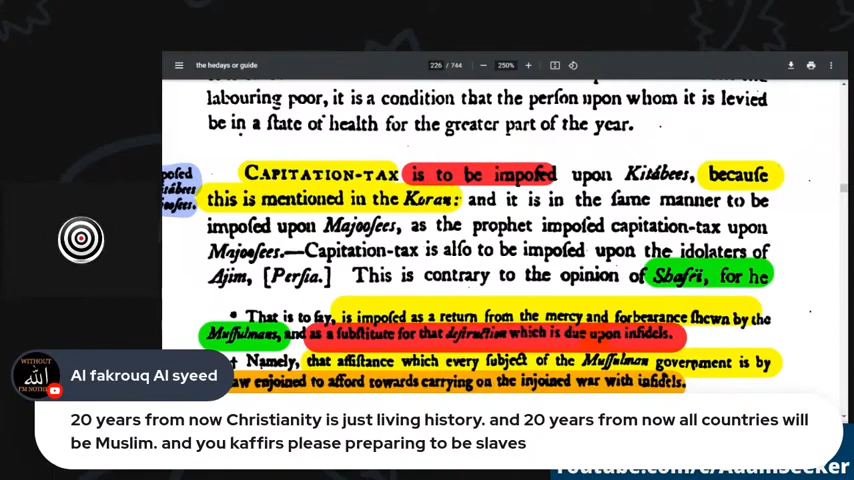 the hedays or guide
226 / 744
250%
labouring poor, it is a condition that the perſon upon whom it is levied
be in a ſtate of health for the greater part of the year.
CAPITATION-TAX is to be impoſed upon Kitâbees, becauſe
this is mentioned in the Koran: and it is in the ſame manner to be
impoſed upon Majooſees, as the prophet impoſed capitation-tax upon
Majooſees.—Capitation-tax is alſo to be impoſed upon the idolaters of
Ajim, [Perſia.] This is contrary to the opinion of Shafeï, for he
* That is to ſay, is impoſed as a return from the mercy and forbearance ſhewn by the
Muſſulmans, and as a ſubſtitute for that deſtruction which is due upon infidels.
† Namely, that aſſiſtance which every ſubject of the Muſſulman government is by
law enjoined to afford towards carrying on the injoined war with infidels.
WITHOUT
الله
I'M NOTHING
Al fakrouq Al syeed
20 years from now Christianity is just living history. and 20 years from now all countries will
be Muslim. and you kaffirs please preparing to be slaves
Youtube.com/c/AdamSeeker